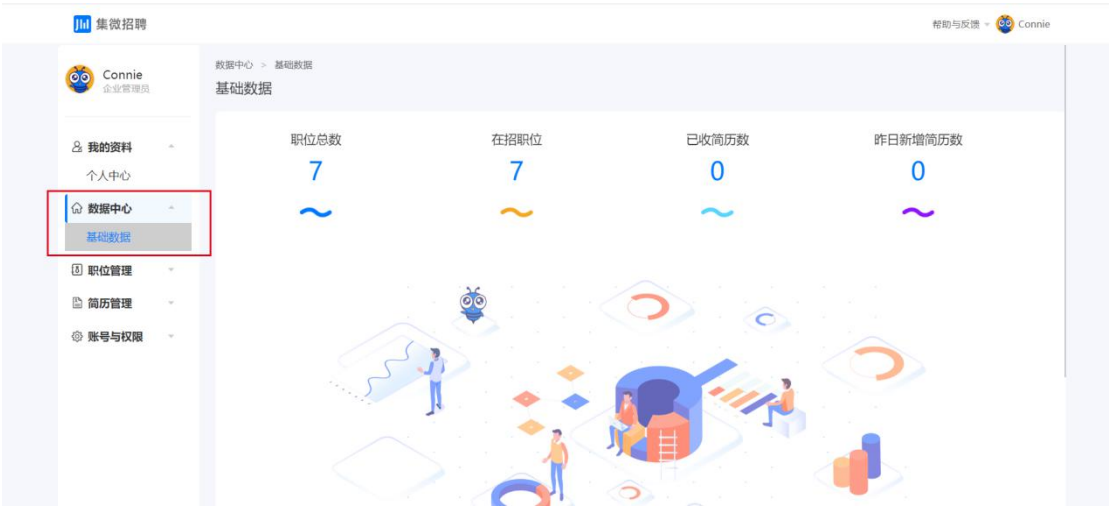 集微招聘
帮助与反馈 Connie
Connie
企业管理员
我的资料
个人中心
数据中心
基础数据
职位管理
简历管理
账号与权限
数据中心 > 基础数据
基础数据
职位总数 在招职位 已收简历数 昨日新增简历数
7 7 0 0